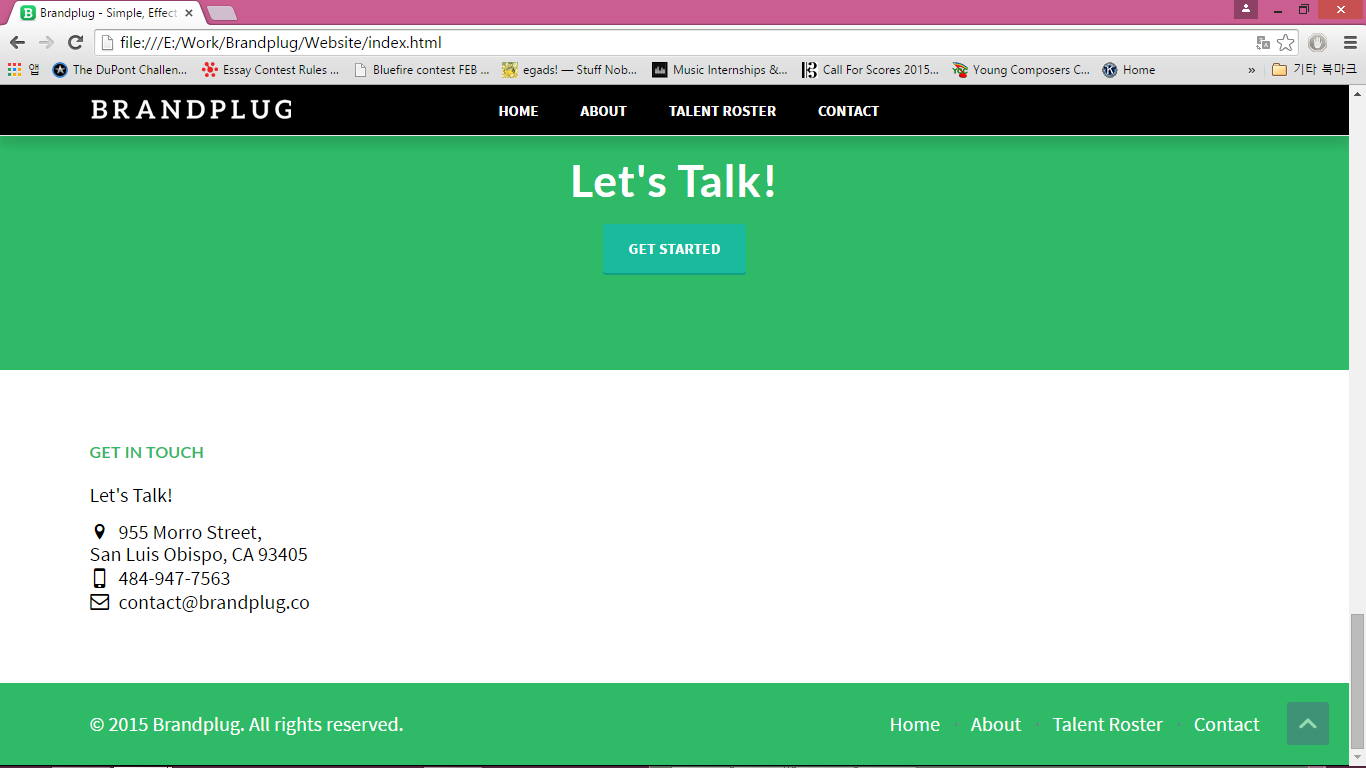 Brandplug - Simple, Effect
file:///E:/Work/Brandplug/Website/index.html
앱 The DuPont Challen... Essay Contest Rules ... Bluefire contest FEB ... egads! — Stuff Nob... Music Internships &... Call For Scores 2015... Young Composers C... Home » 기타 북마크
BRANDPLUG HOME ABOUT TALENT ROSTER CONTACT
Let's Talk!
GET STARTED
GET IN TOUCH
Let's Talk!
955 Morro Street,
San Luis Obispo, CA 93405
484-947-7563
contact@brandplug.co
© 2015 Brandplug. All rights reserved. Home · About · Talent Roster · Contact